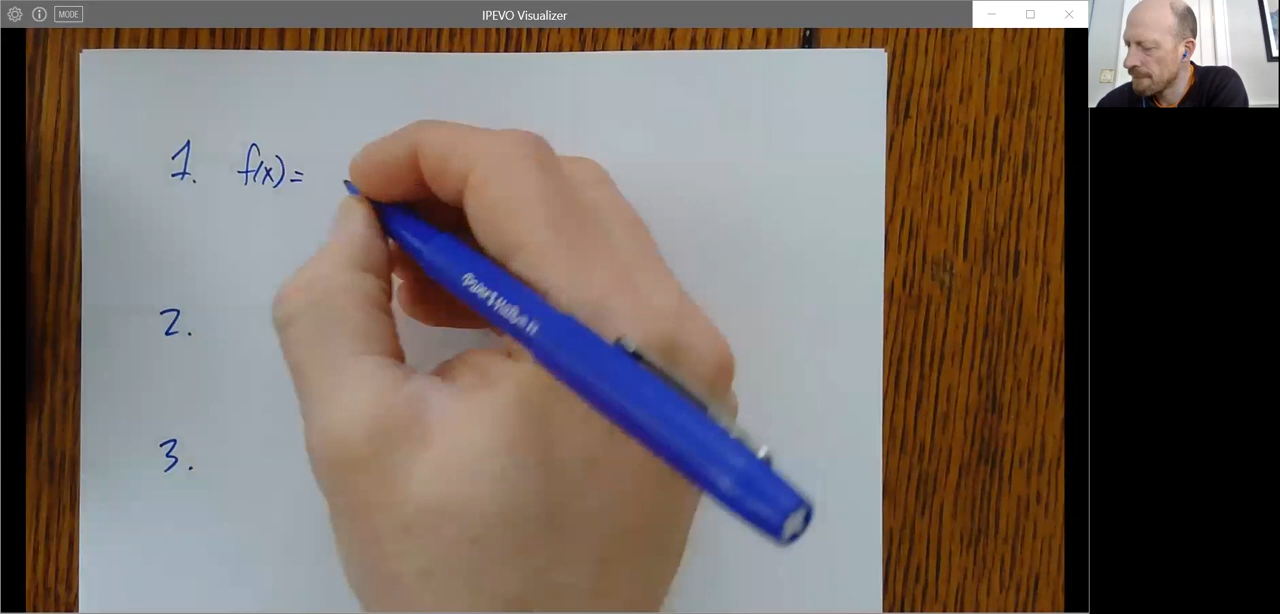 MODE
IPEVO Visualizer
1. f(x)=
2.
3.